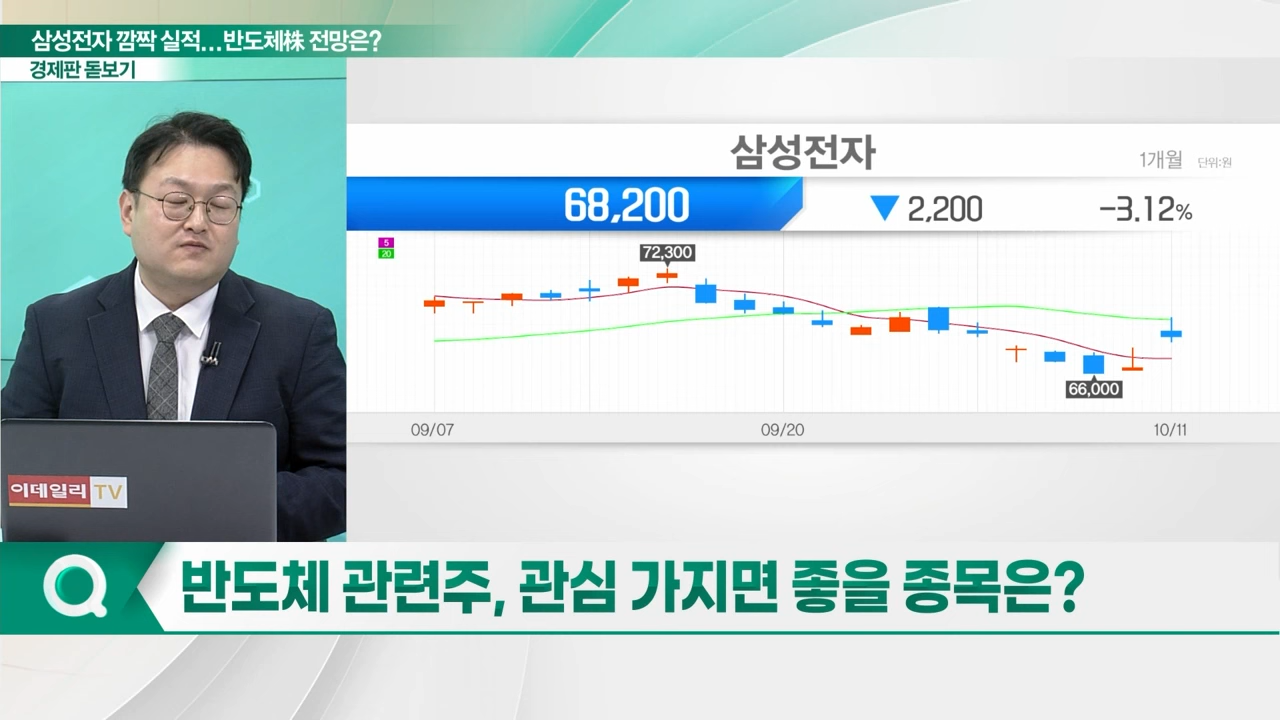 삼성전자 깜짝 실적...반도체株 전망은?
경제판 돋보기
삼성전자
1개월 단위:원
68,200 ▼ 2,200 -3.12%
5
20
72,300
66,000
09/07 09/20 10/11
이데일리 TV
반도체 관련주, 관심 가지면 좋을 종목은?